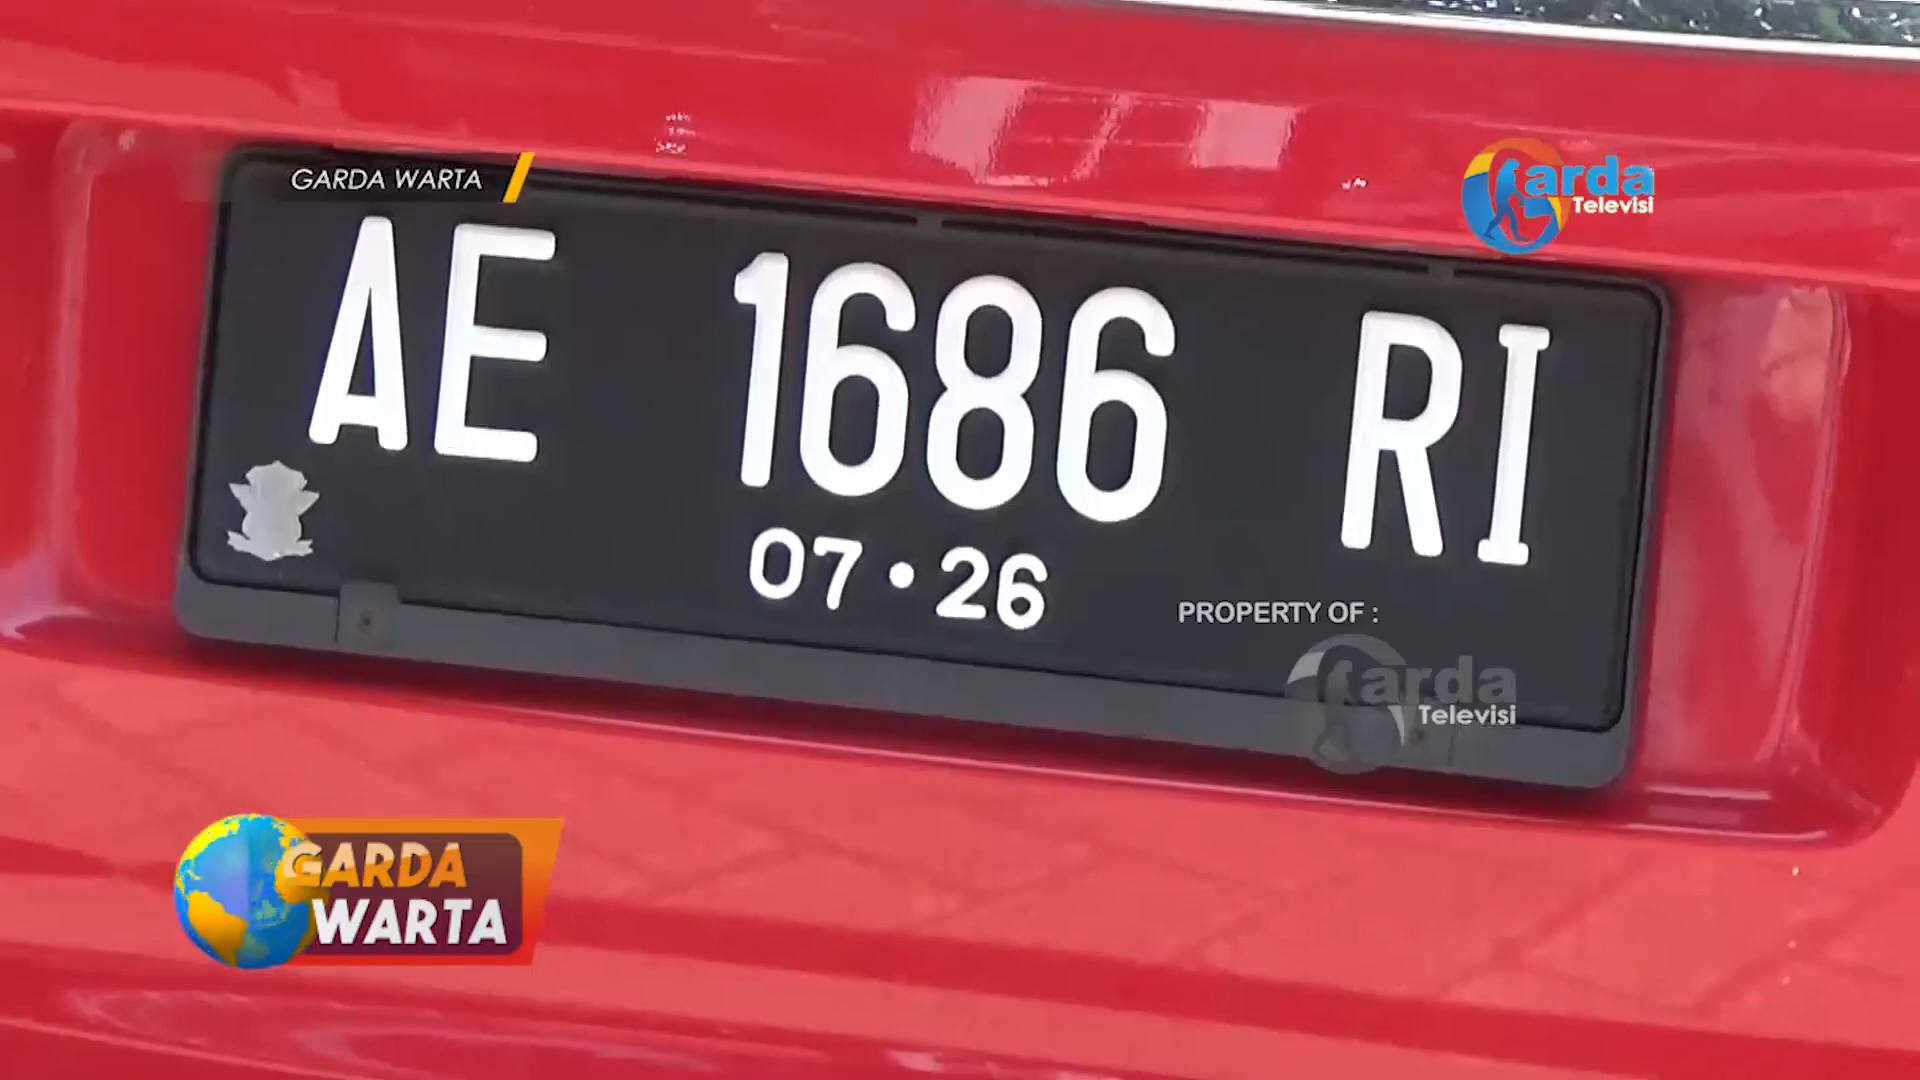 GARDA WARTA
Garda
Televisi
AE 1686 RI
07 • 26
PROPERTY OF :
Garda
Televisi
GARDA
WARTA